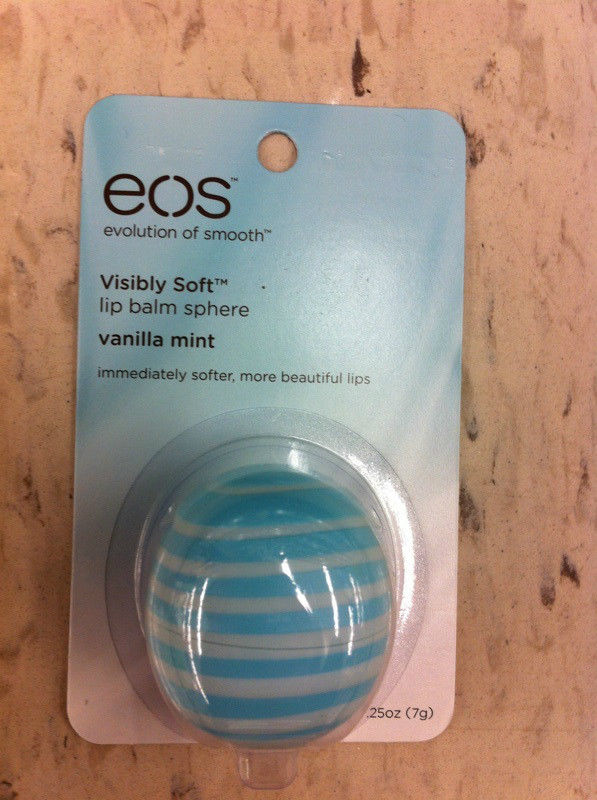 eos™
evolution of smooth™
Visibly Soft™
lip balm sphere
vanilla mint
immediately softer, more beautiful lips
.25oz (7g)